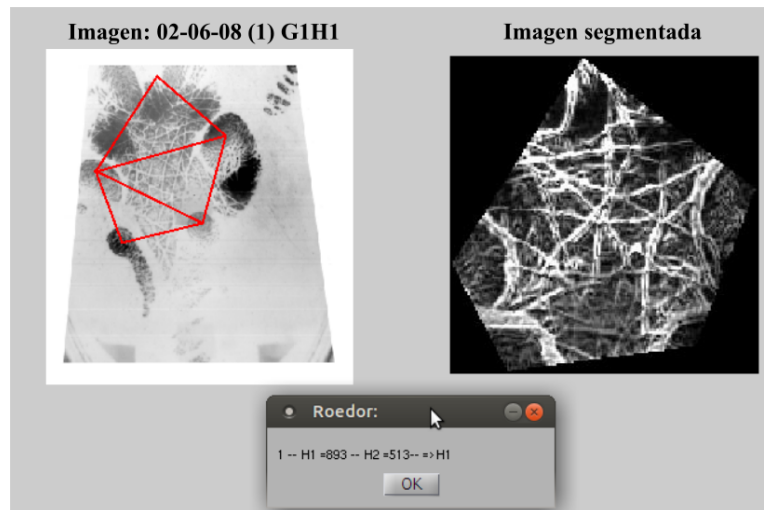 Imagen: 02-06-08 (1) G1H1
Imagen segmentada
Roedor:
1 -- H1 =893 -- H2 =513-- =>H1
OK